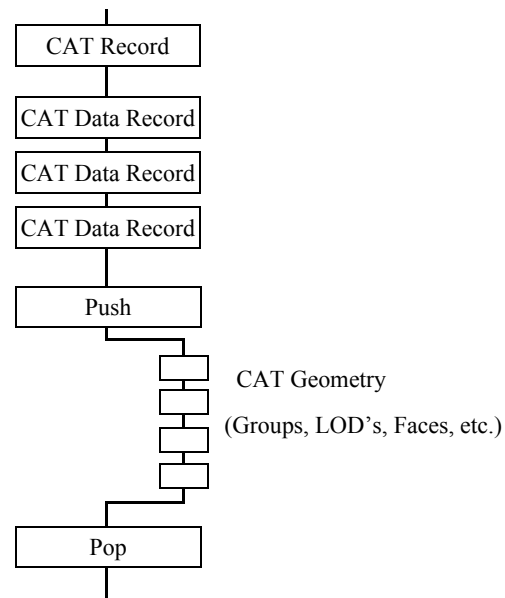 CAT Record
CAT Data Record
CAT Data Record
CAT Data Record
Push
CAT Geometry
(Groups, LOD's, Faces, etc.)
Pop